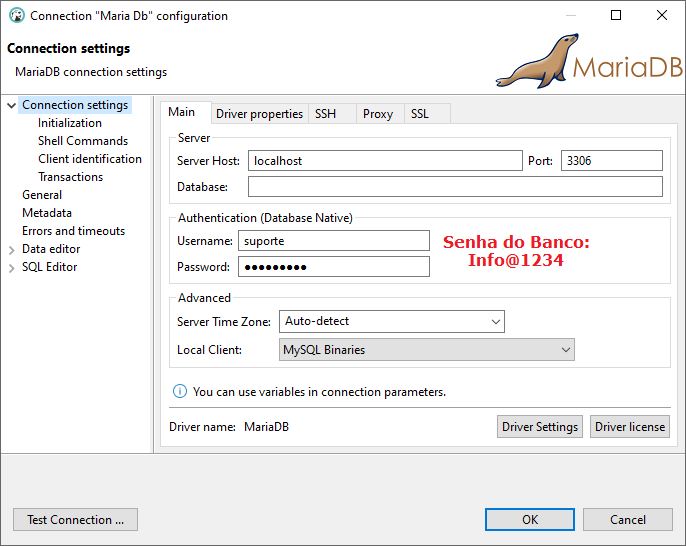 Connection "Maria Db" configuration
Connection settings
MariaDB connection settings
MariaDB
Connection settings
Initialization
Shell Commands
Client identification
Transactions
General
Metadata
Errors and timeouts
Data editor
SQL Editor
Main Driver properties SSH Proxy SSL
Server
Server Host: localhost Port: 3306
Database:
Authentication (Database Native)
Username: suporte
Password: •••••••••
Senha do Banco:
Info@1234
Advanced
Server Time Zone: Auto-detect
Local Client: MySQL Binaries
You can use variables in connection parameters.
Driver name: MariaDB Driver Settings Driver license
Test Connection ... OK Cancel